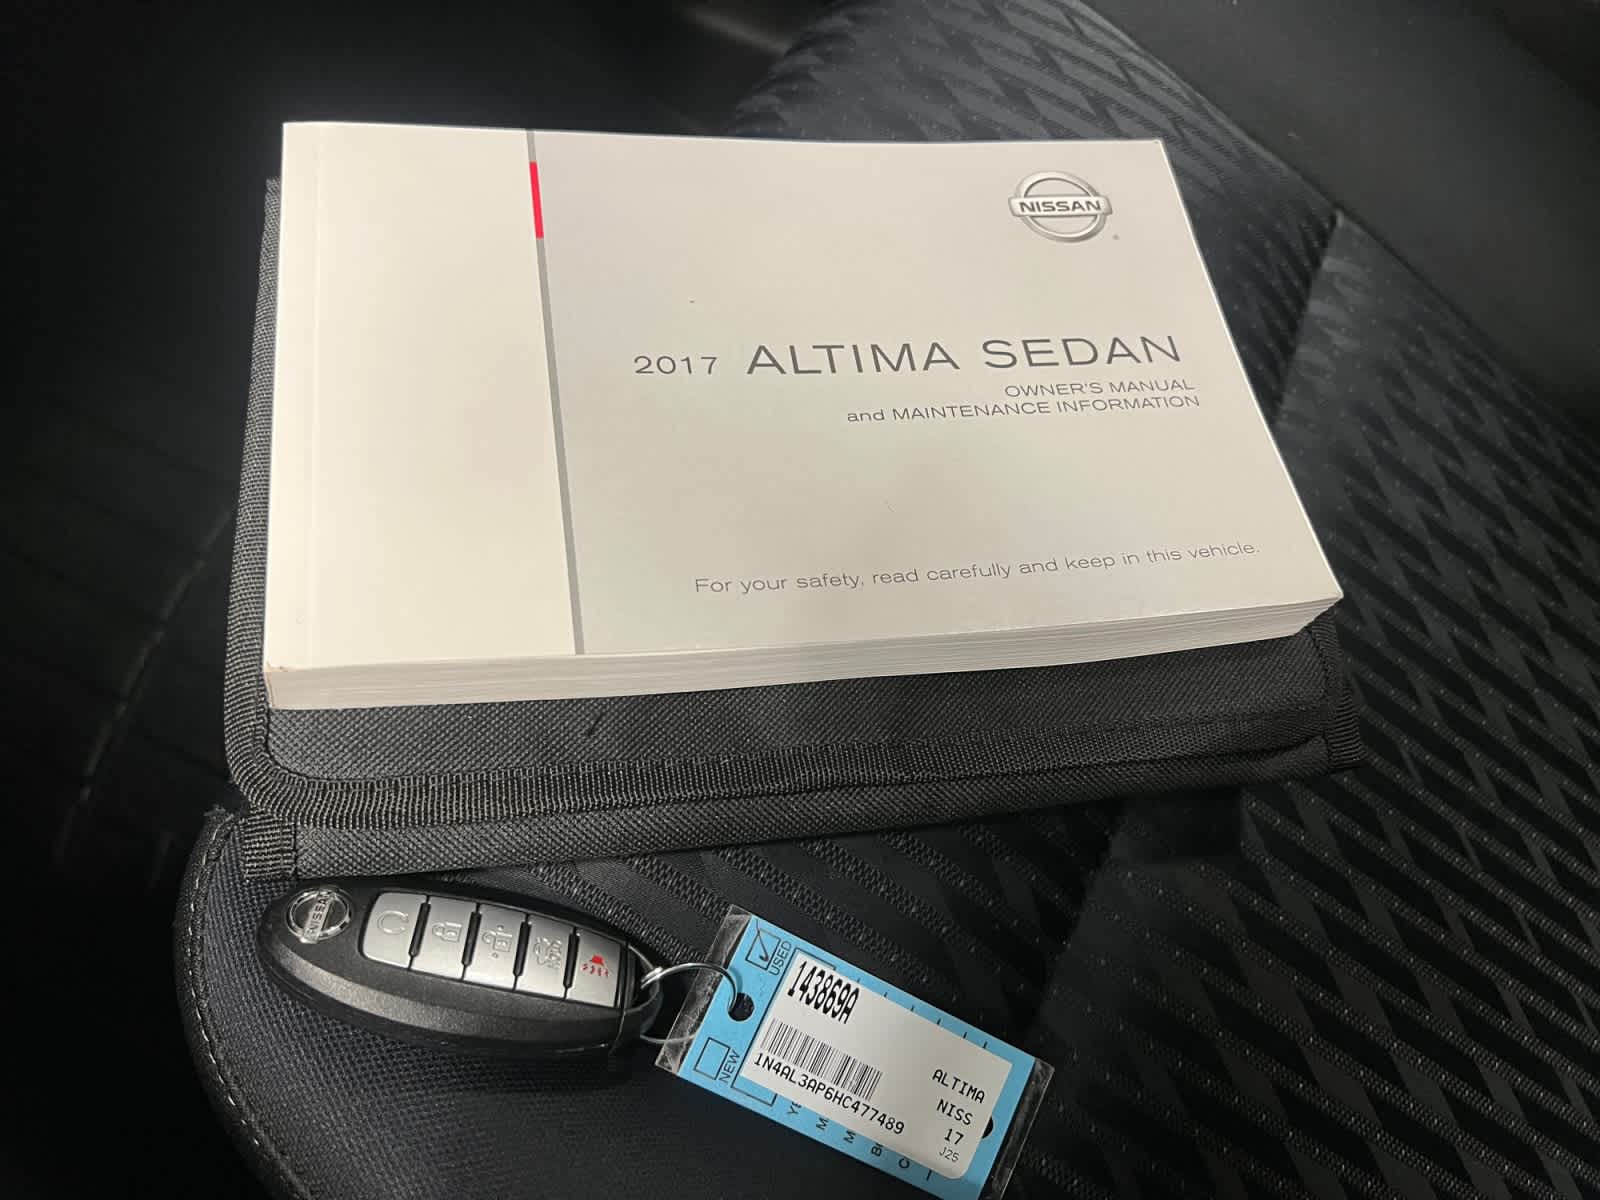 NISSAN
2017 ALTIMA SEDAN
OWNER'S MANUAL
and MAINTENANCE INFORMATION
For your safety, read carefully and keep in this vehicle.
NISSAN
USED
NEW
143869A
1N4AL3AP6HC477489
ALTIMA
NISS
17
J25